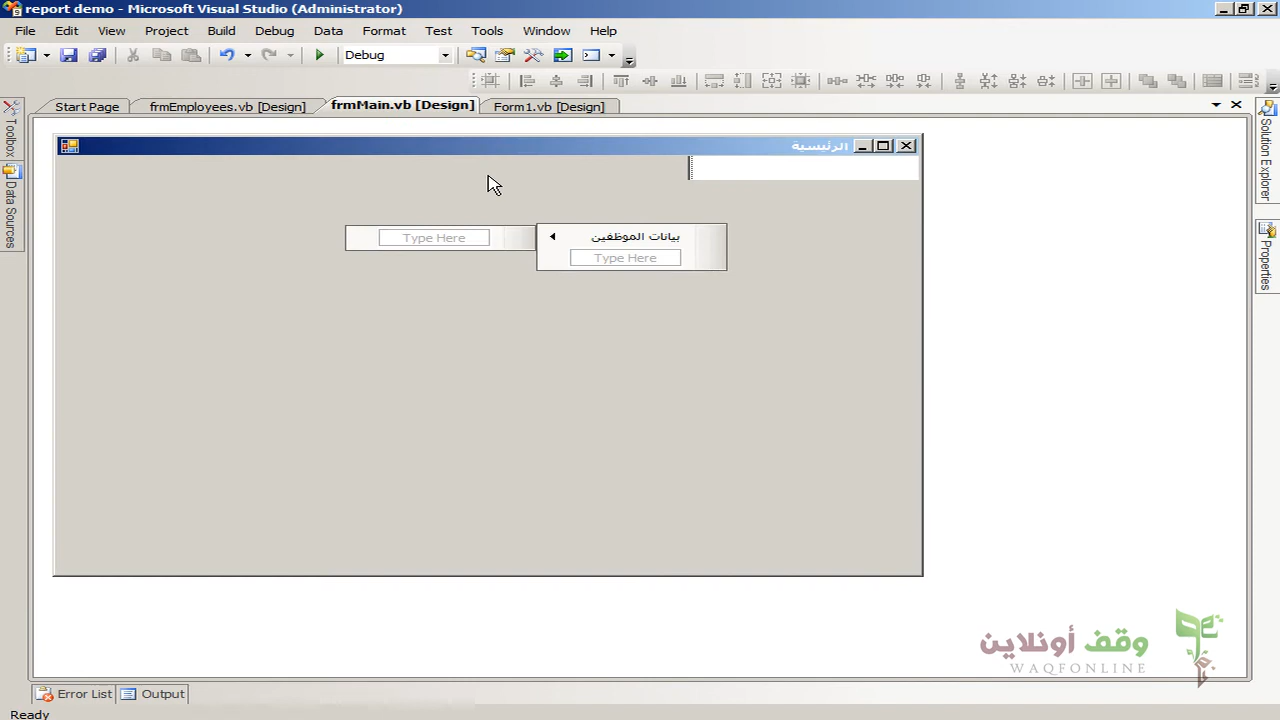 report demo - Microsoft Visual Studio (Administrator)
File Edit View Project Build Debug Data Format Test Tools Window Help
Debug
Start Page frmEmployees.vb [Design] frmMain.vb [Design] Form1.vb [Design]
Toolbox
Data Sources
Solution Explorer
Properties
الرئيسية
Type Here
بيانات الموظفين
Type Here
وقف أونلاين
WAQFONLINE
Error List Output
Ready